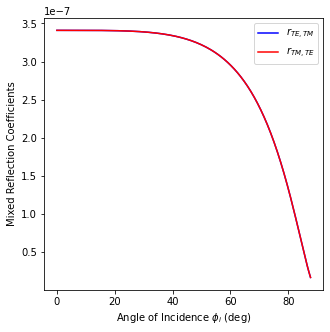 1e−7
r_{TE, TM}
r_{TM, TE}
3.5
3.0
2.5
2.0
1.5
1.0
0.5
Mixed Reflection Coefficients
0 20 40 60 80
Angle of Incidence ϕ_i (deg)